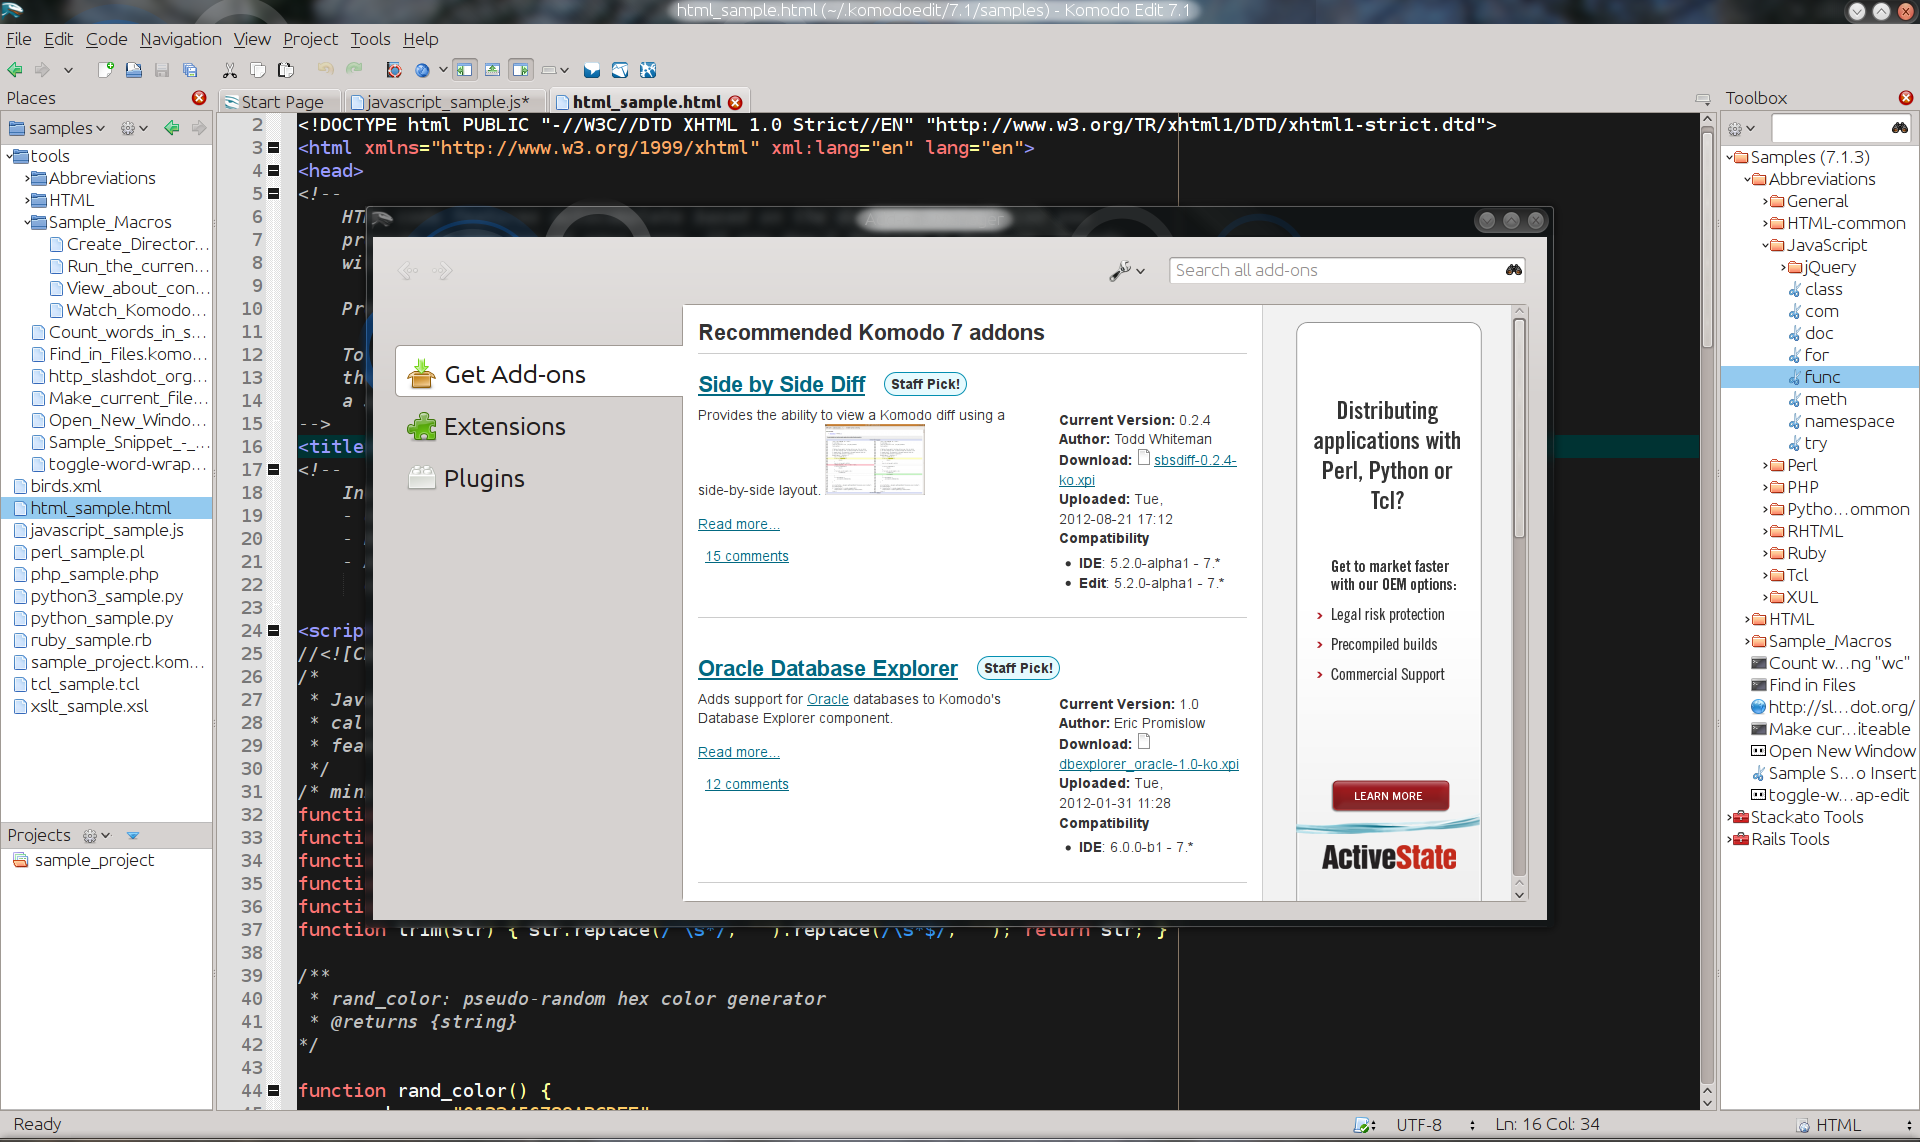 html_sample.html (~/.komodoedit/7.1/samples) - Komodo Edit 7.1
File Edit Code Navigation View Project Tools Help
Places
samples
tools
Abbreviations
HTML
Sample_Macros
Create_Director...
Run_the_curren...
View_about_con...
Watch_Komodo...
Count_words_in_s...
Find_in_Files.komo...
http_slashdot_org...
Make_current_file...
Open_New_Windo...
Sample_Snippet_-_...
toggle-word-wrap...
birds.xml
html_sample.html
javascript_sample.js
perl_sample.pl
php_sample.php
python3_sample.py
python_sample.py
ruby_sample.rb
sample_project.kom...
tcl_sample.tcl
xslt_sample.xsl
Projects
sample_project
Start Page
javascript_sample.js*
html_sample.html
2 <!DOCTYPE html PUBLIC "-//W3C//DTD XHTML 1.0 Strict//EN" "http://www.w3.org/TR/xhtml1/DTD/xhtml1-strict.dtd">
3 <html xmlns="http://www.w3.org/1999/xhtml" xml:lang="en" lang="en">
4 <head>
5 <!--
6 HT
7 pr
8 wi
9
10 Pr
11
12 To
13 th
14 a
15 -->
16 <title
17 <!--
18 In
19 -
20 -
21 -
22
23
24 <scrip
25 //<![C
26 /*
27 * Jav
28 * cal
29 * fea
30 */
31 /* min
32 functi
33 functi
34 functi
35 functi
36 functi
37 function trim(str) { str.replace(/ \s*/, ).replace(/\s*$/, ); return str; }
38
39 /**
40 * rand_color: pseudo-random hex color generator
41 * @returns {string}
42 */
43
44 function rand_color() {
Search all add-ons
Get Add-ons
Extensions
Plugins
Recommended Komodo 7 addons
Side by Side Diff Staff Pick!
Provides the ability to view a Komodo diff using a
side-by-side layout.
Read more...
15 comments
Current Version: 0.2.4
Author: Todd Whiteman
Download: sbsdiff-0.2.4-
ko.xpi
Uploaded: Tue,
2012-08-21 17:12
Compatibility
• IDE: 5.2.0-alpha1 - 7.*
• Edit: 5.2.0-alpha1 - 7.*
Oracle Database Explorer Staff Pick!
Adds support for Oracle databases to Komodo's
Database Explorer component.
Read more...
12 comments
Current Version: 1.0
Author: Eric Promislow
Download:
dbexplorer_oracle-1.0-ko.xpi
Uploaded: Tue,
2012-01-31 11:28
Compatibility
• IDE: 6.0.0-b1 - 7.*
Distributing
applications with
Perl, Python or
Tcl?
Get to market faster
with our OEM options:
› Legal risk protection
› Precompiled builds
› Commercial Support
LEARN MORE
ActiveState
Toolbox
Samples (7.1.3)
Abbreviations
General
HTML-common
JavaScript
jQuery
class
com
doc
for
func
meth
namespace
try
Perl
PHP
Pytho...ommon
RHTML
Ruby
Tcl
XUL
HTML
Sample_Macros
Count w...ng "wc"
Find in Files
http://sl...dot.org/
Make cur...iteable
Open New Window
Sample S...o Insert
toggle-w...ap-edit
Stackato Tools
Rails Tools
Ready
UTF-8
Ln: 16 Col: 34
HTML